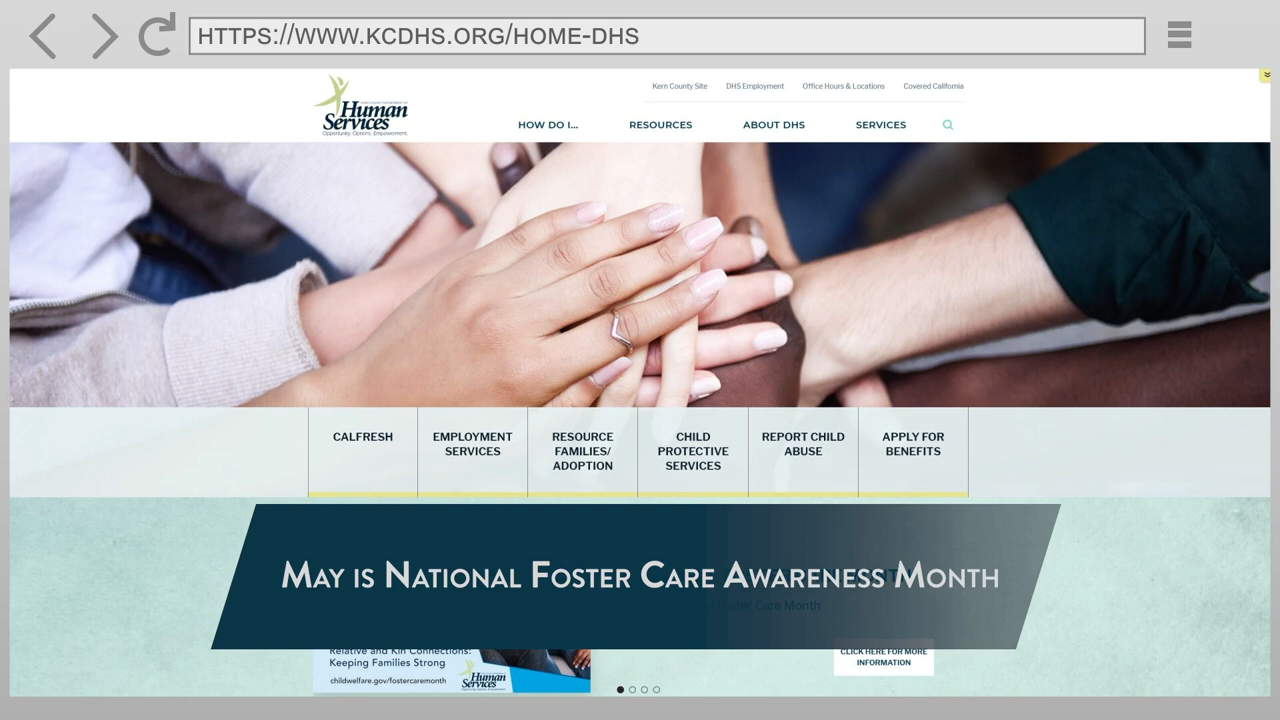 HTTPS://WWW.KCDHS.ORG/HOME-DHS
Kern County Site DHS Employment Office Hours & Locations Covered California
Human
Services
Opportunity. Options. Empowerment.
HOW DO I... RESOURCES ABOUT DHS SERVICES
CALFRESH
EMPLOYMENT
SERVICES
RESOURCE
FAMILIES/
ADOPTION
CHILD
PROTECTIVE
SERVICES
REPORT CHILD
ABUSE
APPLY FOR
BENEFITS
May is National Foster Care Awareness Month
Foster Care Month
Relative and Kin Connections:
Keeping Families Strong
childwelfare.gov/fostercaremonth
Human
Services
CLICK HERE FOR MORE
INFORMATION